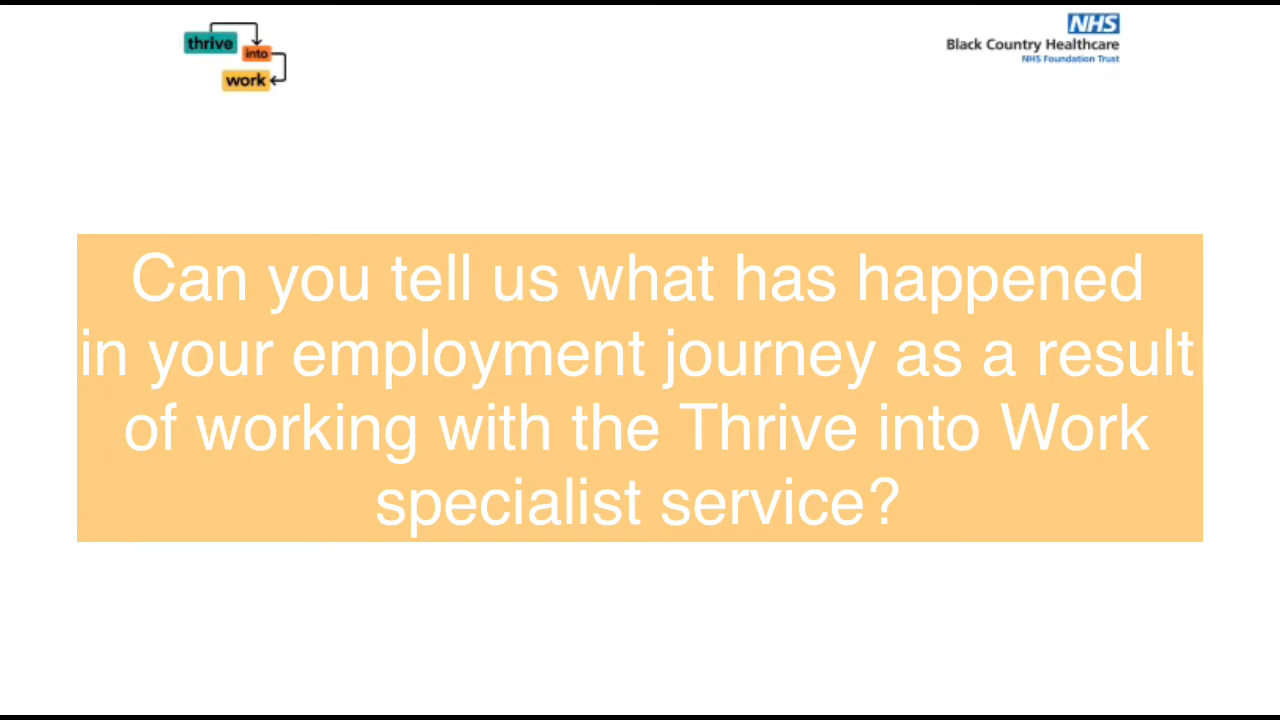 thrive
into
work
NHS
Black Country Healthcare
NHS Foundation Trust
Can you tell us what has happened
in your employment journey as a result
of working with the Thrive into Work
specialist service?